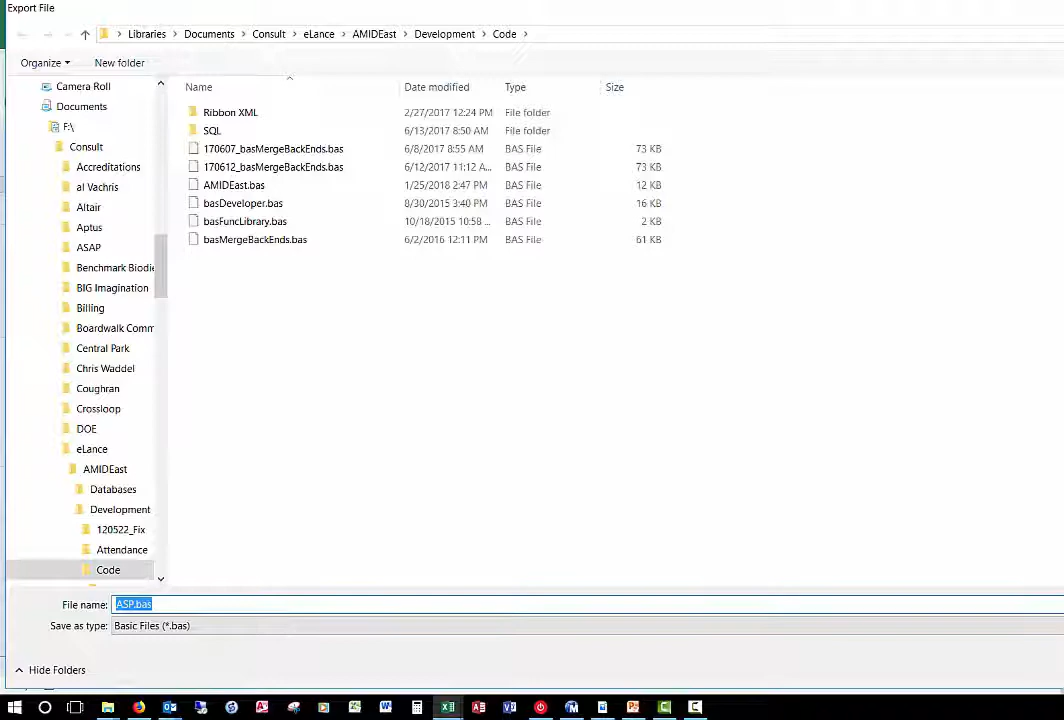 Export File
Libraries > Documents > Consult > eLance > AMIDEast > Development > Code >
Organize New folder
Name Date modified Type Size
Camera Roll
Documents
F:\
Consult
Accreditations
al Vachris
Altair
Aptus
ASAP
Benchmark Biodie
BIG Imagination
Billing
Boardwalk Comm
Central Park
Chris Waddel
Coughran
Crossloop
DOE
eLance
AMIDEast
Databases
Development
120522_Fix
Attendance
Code
Ribbon XML 2/27/2017 12:24 PM File folder
SQL 6/13/2017 8:50 AM File folder
170607_basMergeBackEnds.bas 6/8/2017 8:55 AM BAS File 73 KB
170612_basMergeBackEnds.bas 6/12/2017 11:12 A... BAS File 73 KB
AMIDEast.bas 1/25/2018 2:47 PM BAS File 12 KB
basDeveloper.bas 8/30/2015 3:40 PM BAS File 16 KB
basFuncLibrary.bas 10/18/2015 10:58 ... BAS File 2 KB
basMergeBackEnds.bas 6/2/2016 12:11 PM BAS File 61 KB
File name: ASP.bas
Save as type: Basic Files (*.bas)
Hide Folders